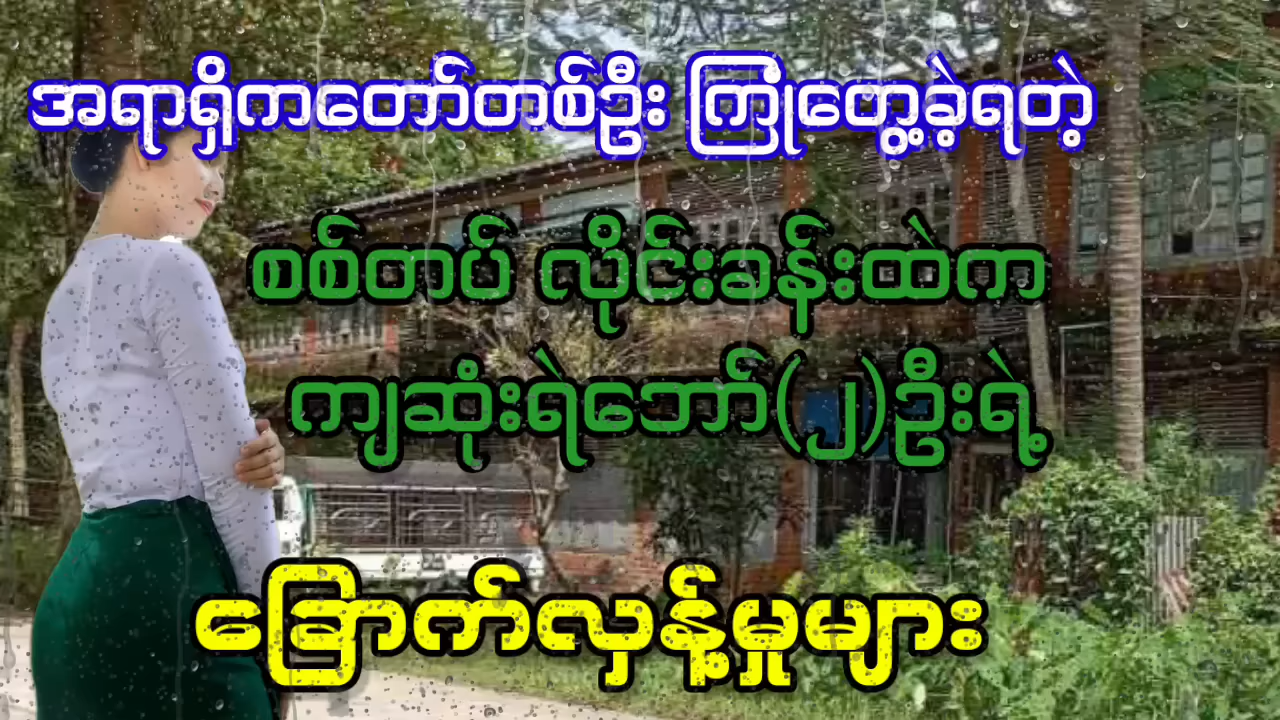 အရာရှိကတော်တစ်ဦး ကြုံတွေ့ခဲ့ရတဲ့
စစ်တပ် လိုင်းခန်းထဲက
ကျဆုံးရဲဘော်(၂)ဦးရဲ့
ခြောက်လှန့်မှုများ